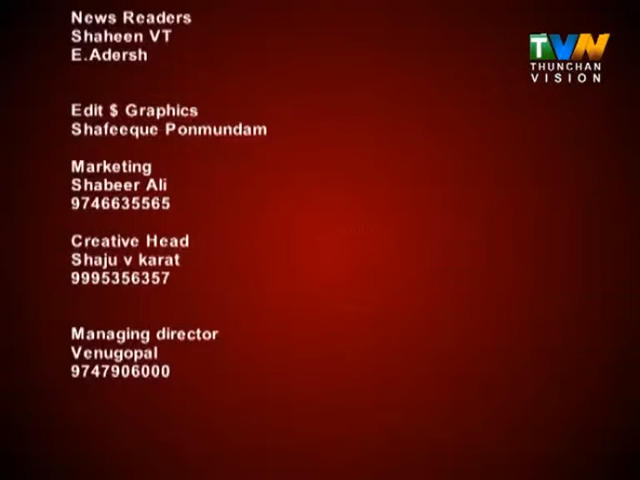 News Readers
Shaheen VT
E.Adersh
Edit $ Graphics
Shafeeque Ponmundam
Marketing
Shabeer Ali
9746635565
Creative Head
Shaju v karat
9995356357
Managing director
Venugopal
9747906000
TVN
THUNCHAN
VISION